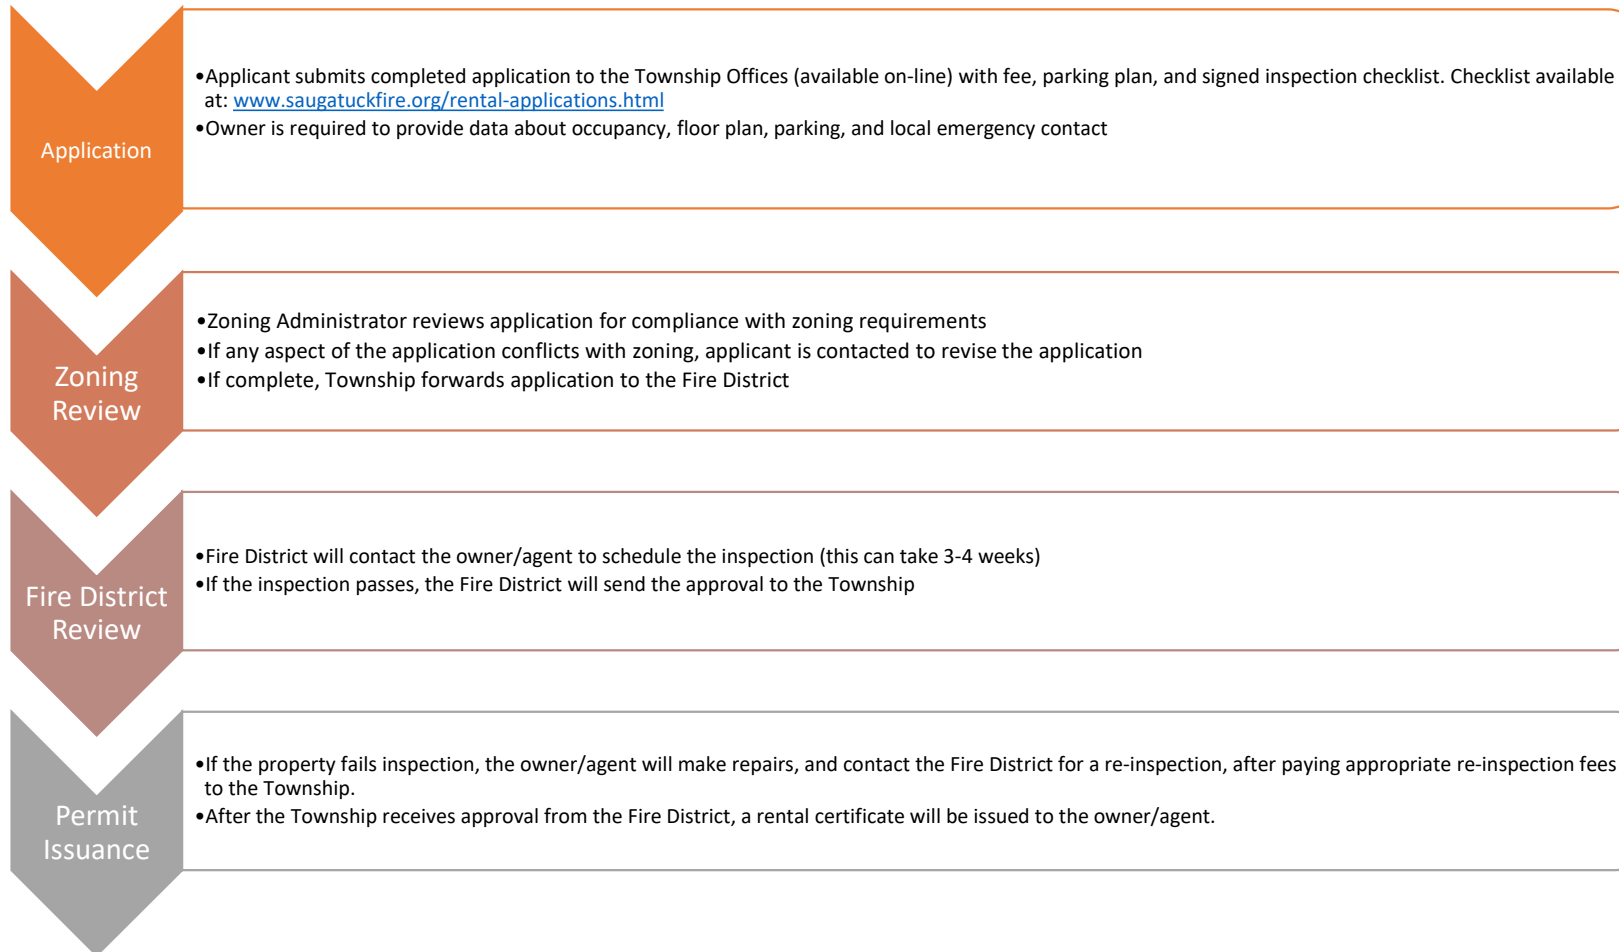 Application
•Applicant submits completed application to the Township Offices (available on-line) with fee, parking plan, and signed inspection checklist. Checklist available
at: www.saugatuckfire.org/rental-applications.html
•Owner is required to provide data about occupancy, floor plan, parking, and local emergency contact
Zoning
Review
•Zoning Administrator reviews application for compliance with zoning requirements
•If any aspect of the application conflicts with zoning, applicant is contacted to revise the application
•If complete, Township forwards application to the Fire District
Fire District
Review
•Fire District will contact the owner/agent to schedule the inspection (this can take 3-4 weeks)
•If the inspection passes, the Fire District will send the approval to the Township
Permit
Issuance
•If the property fails inspection, the owner/agent will make repairs, and contact the Fire District for a re-inspection, after paying appropriate re-inspection fees
to the Township.
•After the Township receives approval from the Fire District, a rental certificate will be issued to the owner/agent.